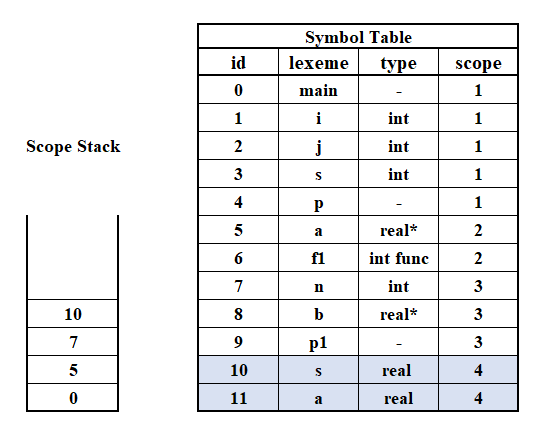 Symbol Table
id lexeme type scope
0 main - 1
1 i int 1
2 j int 1
Scope Stack
3 s int 1
4 p - 1
5 a real* 2
6 f1 int func 2
7 n int 3
10
8 b real* 3
7
9 p1 - 3
5
10 s real 4
0
11 a real 4